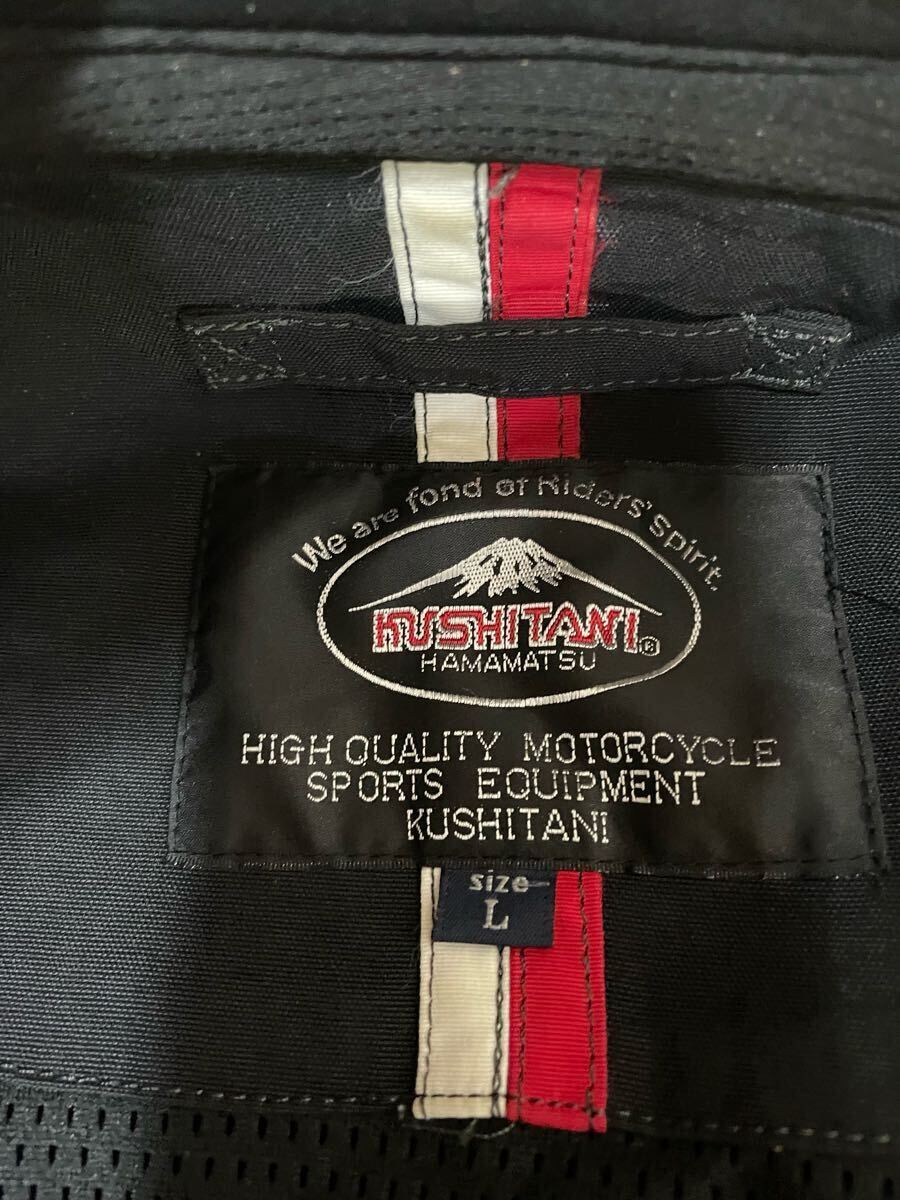 We are fond of Riders' Spirit.
KUSHITANI®
HAMAMATSU
HIGH QUALITY MOTORCYCLE
SPORTS EQUIPMENT
KUSHITANI
size
L